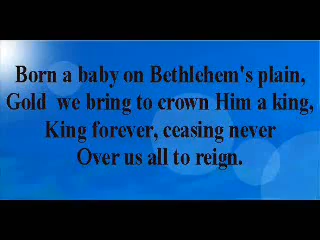 Born a baby on Bethlehem's plain,
Gold we bring to crown Him a king,
King forever, ceasing never
Over us all to reign.